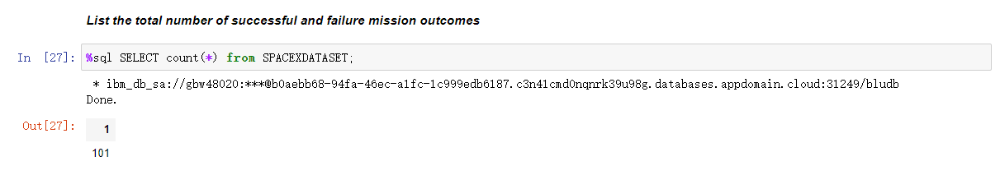 List the total number of successful and failure mission outcomes
In [27]: %sql SELECT count(*) from SPACEXDATASET;
* ibm_db_sa://gbw48020:***@b0aebb68-94fa-46ec-a1fc-1c999edb6187.c3n41cmd0nqnrk39u98g.databases.appdomain.cloud:31249/bludb
Done.
Out[27]: 1
101